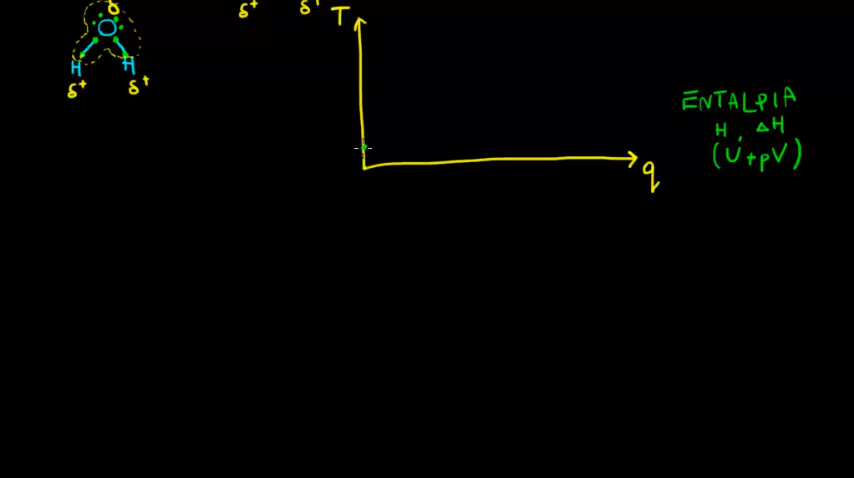 δ
δ+ δ+ T
O
H H
δ+ δ+
ENTALPIA
H, ΔH
(U+pV)
q